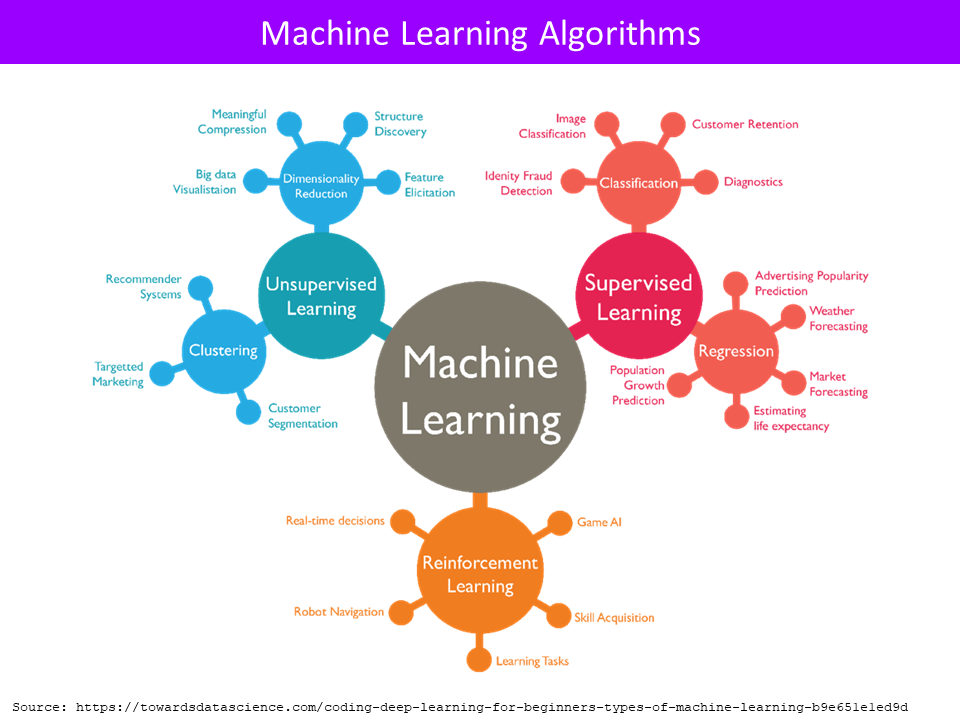 Machine Learning Algorithms
Meaningful
Compression
Structure
Discovery
Big data
Visualistaion
Dimensionality
Reduction
Feature
Elicitation
Image
Classification
Customer Retention
Idenity Fraud
Detection
Classification
Diagnostics
Unsupervised
Learning
Supervised
Learning
Recommender
Systems
Clustering
Targetted
Marketing
Customer
Segmentation
Machine
Learning
Advertising Popularity
Prediction
Weather
Forecasting
Regression
Population
Growth
Prediction
Market
Forecasting
Estimating
life expectancy
Real-time decisions
Game AI
Reinforcement
Learning
Robot Navigation
Skill Acquisition
Learning Tasks
Source: https://towardsdatascience.com/coding-deep-learning-for-beginners-types-of-machine-learning-b9e651e1ed9d